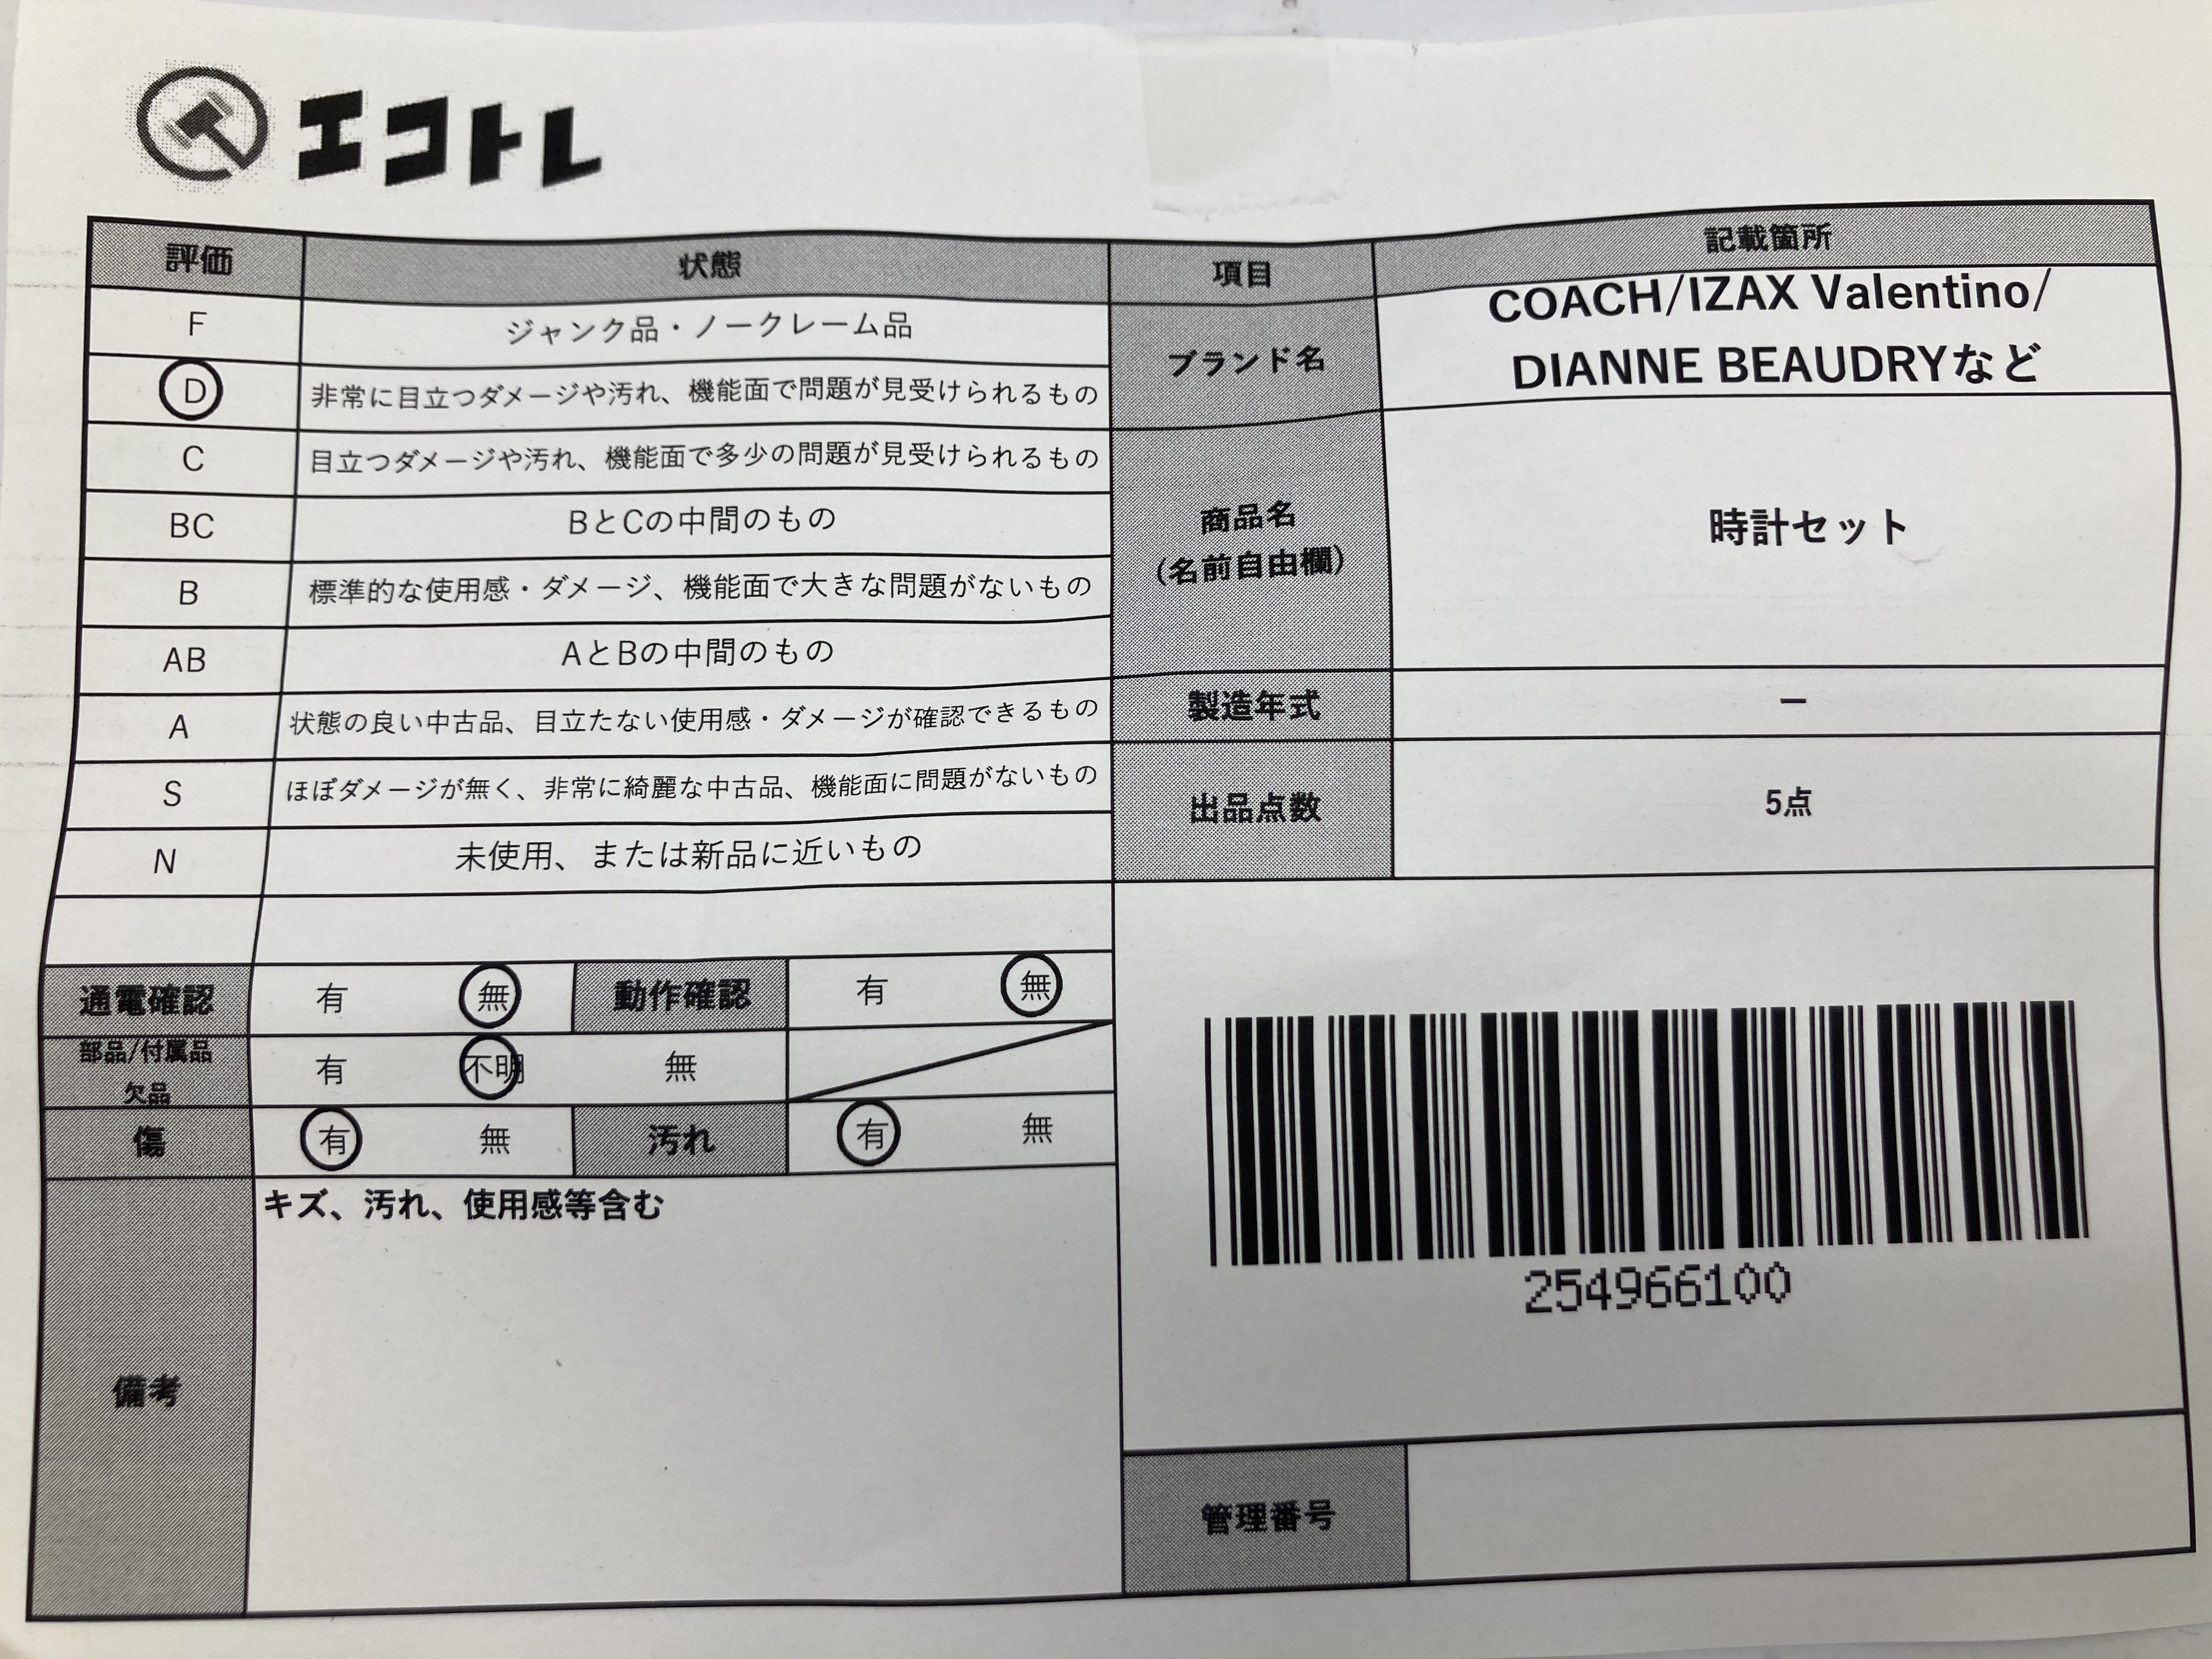 エコトレ
評価 状態 項目 記載箇所
F ジャンク品・ノークレーム品
D 非常に目立つダメージや汚れ、機能面で問題が見受けられるもの
C 目立つダメージや汚れ、機能面で多少の問題が見受けられるもの
BC BとCの中間のもの
B 標準的な使用感・ダメージ、機能面で大きな問題がないもの
AB AとBの中間のもの
A 状態の良い中古品、目立たない使用感・ダメージが確認できるもの
S ほぼダメージが無く、非常に綺麗な中古品、機能面に問題がないもの
N 未使用、または新品に近いもの
ブランド名
COACH/IZAX Valentino/
DIANNE BEAUDRYなど
商品名
(名前自由欄)
時計セット
製造年式 ー
出品点数 5点
通電確認 有 無 動作確認 有 無
部品/付属品
欠品
有 不明 無
傷 有 無 汚れ 有 無
備考
キズ、汚れ、使用感等含む
254966100
管理番号